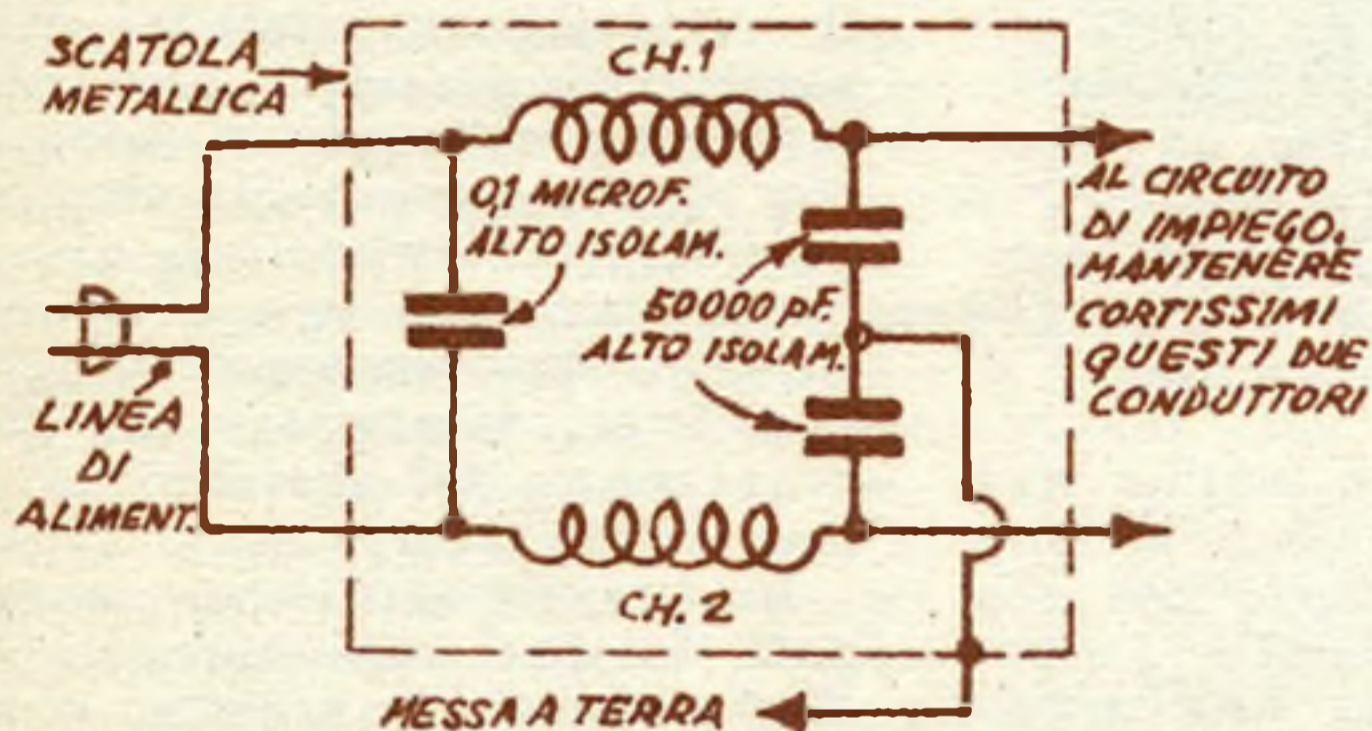 SCATOLA
METALLICA
CH.1
0,1 MICROF.
ALTO ISOLAM.
50000 pF.
ALTO ISOLAM.
AL CIRCUITO
DI IMPIEGO.
MANTENERE
CORTISSIMI
QUESTI DUE
CONDUTTORI
LINEA
DI
ALIMENT.
CH. 2
MESSA A TERRA